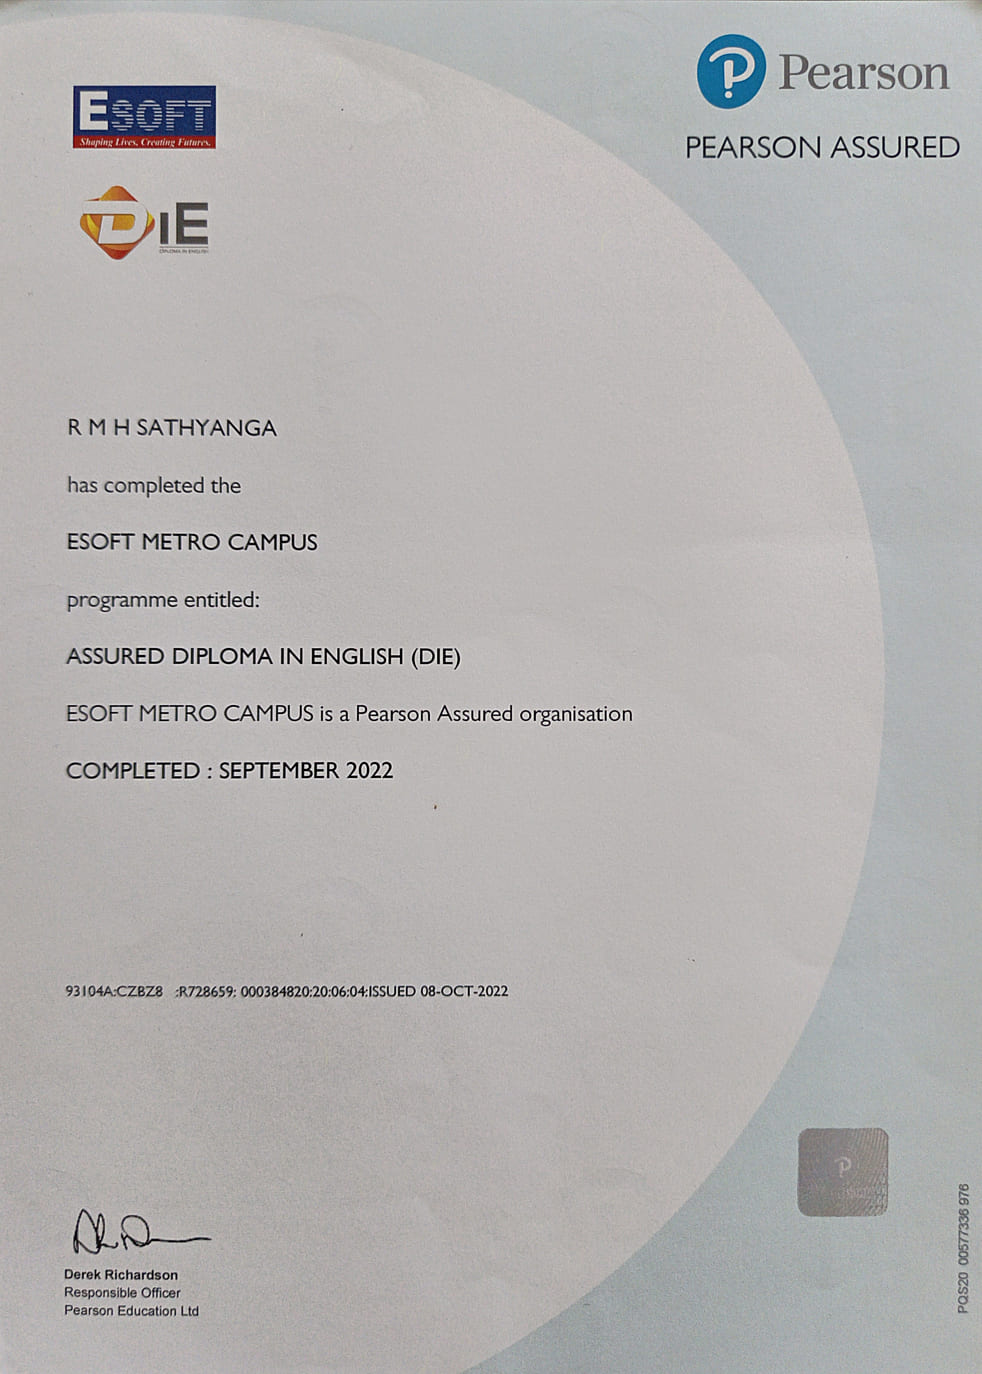 ESOFT
Shaping Lives, Creating Futures.
DiE
DIPLOMA IN ENGLISH
Pearson
PEARSON ASSURED
R M H SATHYANGA
has completed the
ESOFT METRO CAMPUS
programme entitled:
ASSURED DIPLOMA IN ENGLISH (DIE)
ESOFT METRO CAMPUS is a Pearson Assured organisation
COMPLETED : SEPTEMBER 2022
93104A:CZBZ8 :R728659: 000384820:20:06:04:ISSUED 08-OCT-2022
Derek Richardson
Responsible Officer
Pearson Education Ltd
PQS20 00577336 976